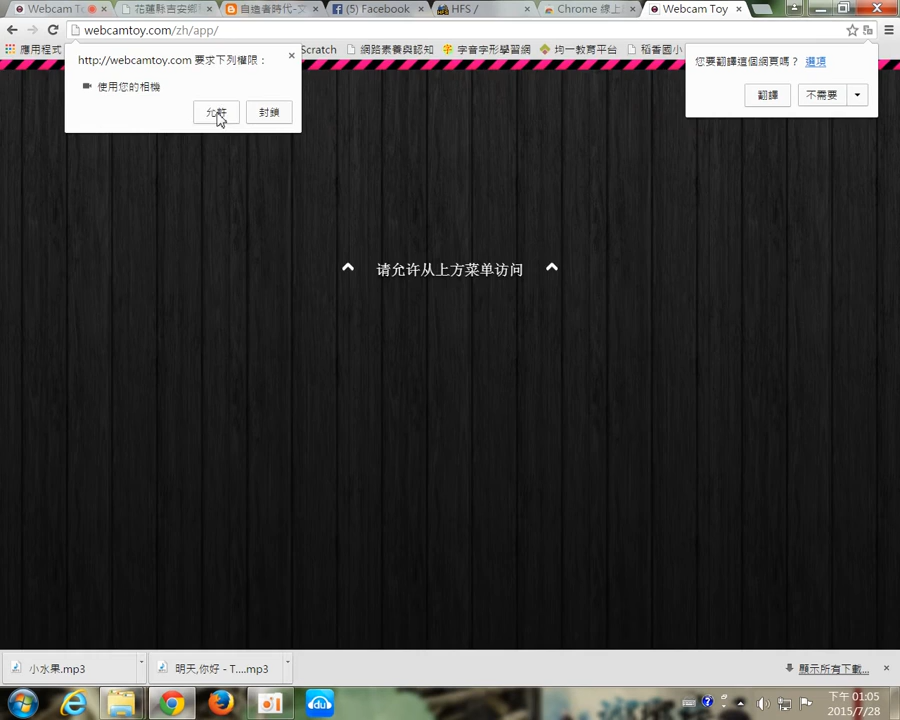 Webcam To
花蓮縣吉安鄉
自造者時代-文
(5) Facebook
HFS /
Chrome 線上
Webcam Toy
webcamtoy.com/zh/app/
應用程式
Scratch
網路素養與認知
字音字形學習網
均一教育平台
稻香國小
http://webcamtoy.com 要求下列權限：
使用您的相機
允許
封鎖
您要翻譯這個網頁嗎？ 選項
翻譯
不需要
请允许从上方菜单访问
小水果.mp3
明天,你好 - T....mp3
顯示所有下載...
下午 01:05
2015/7/28